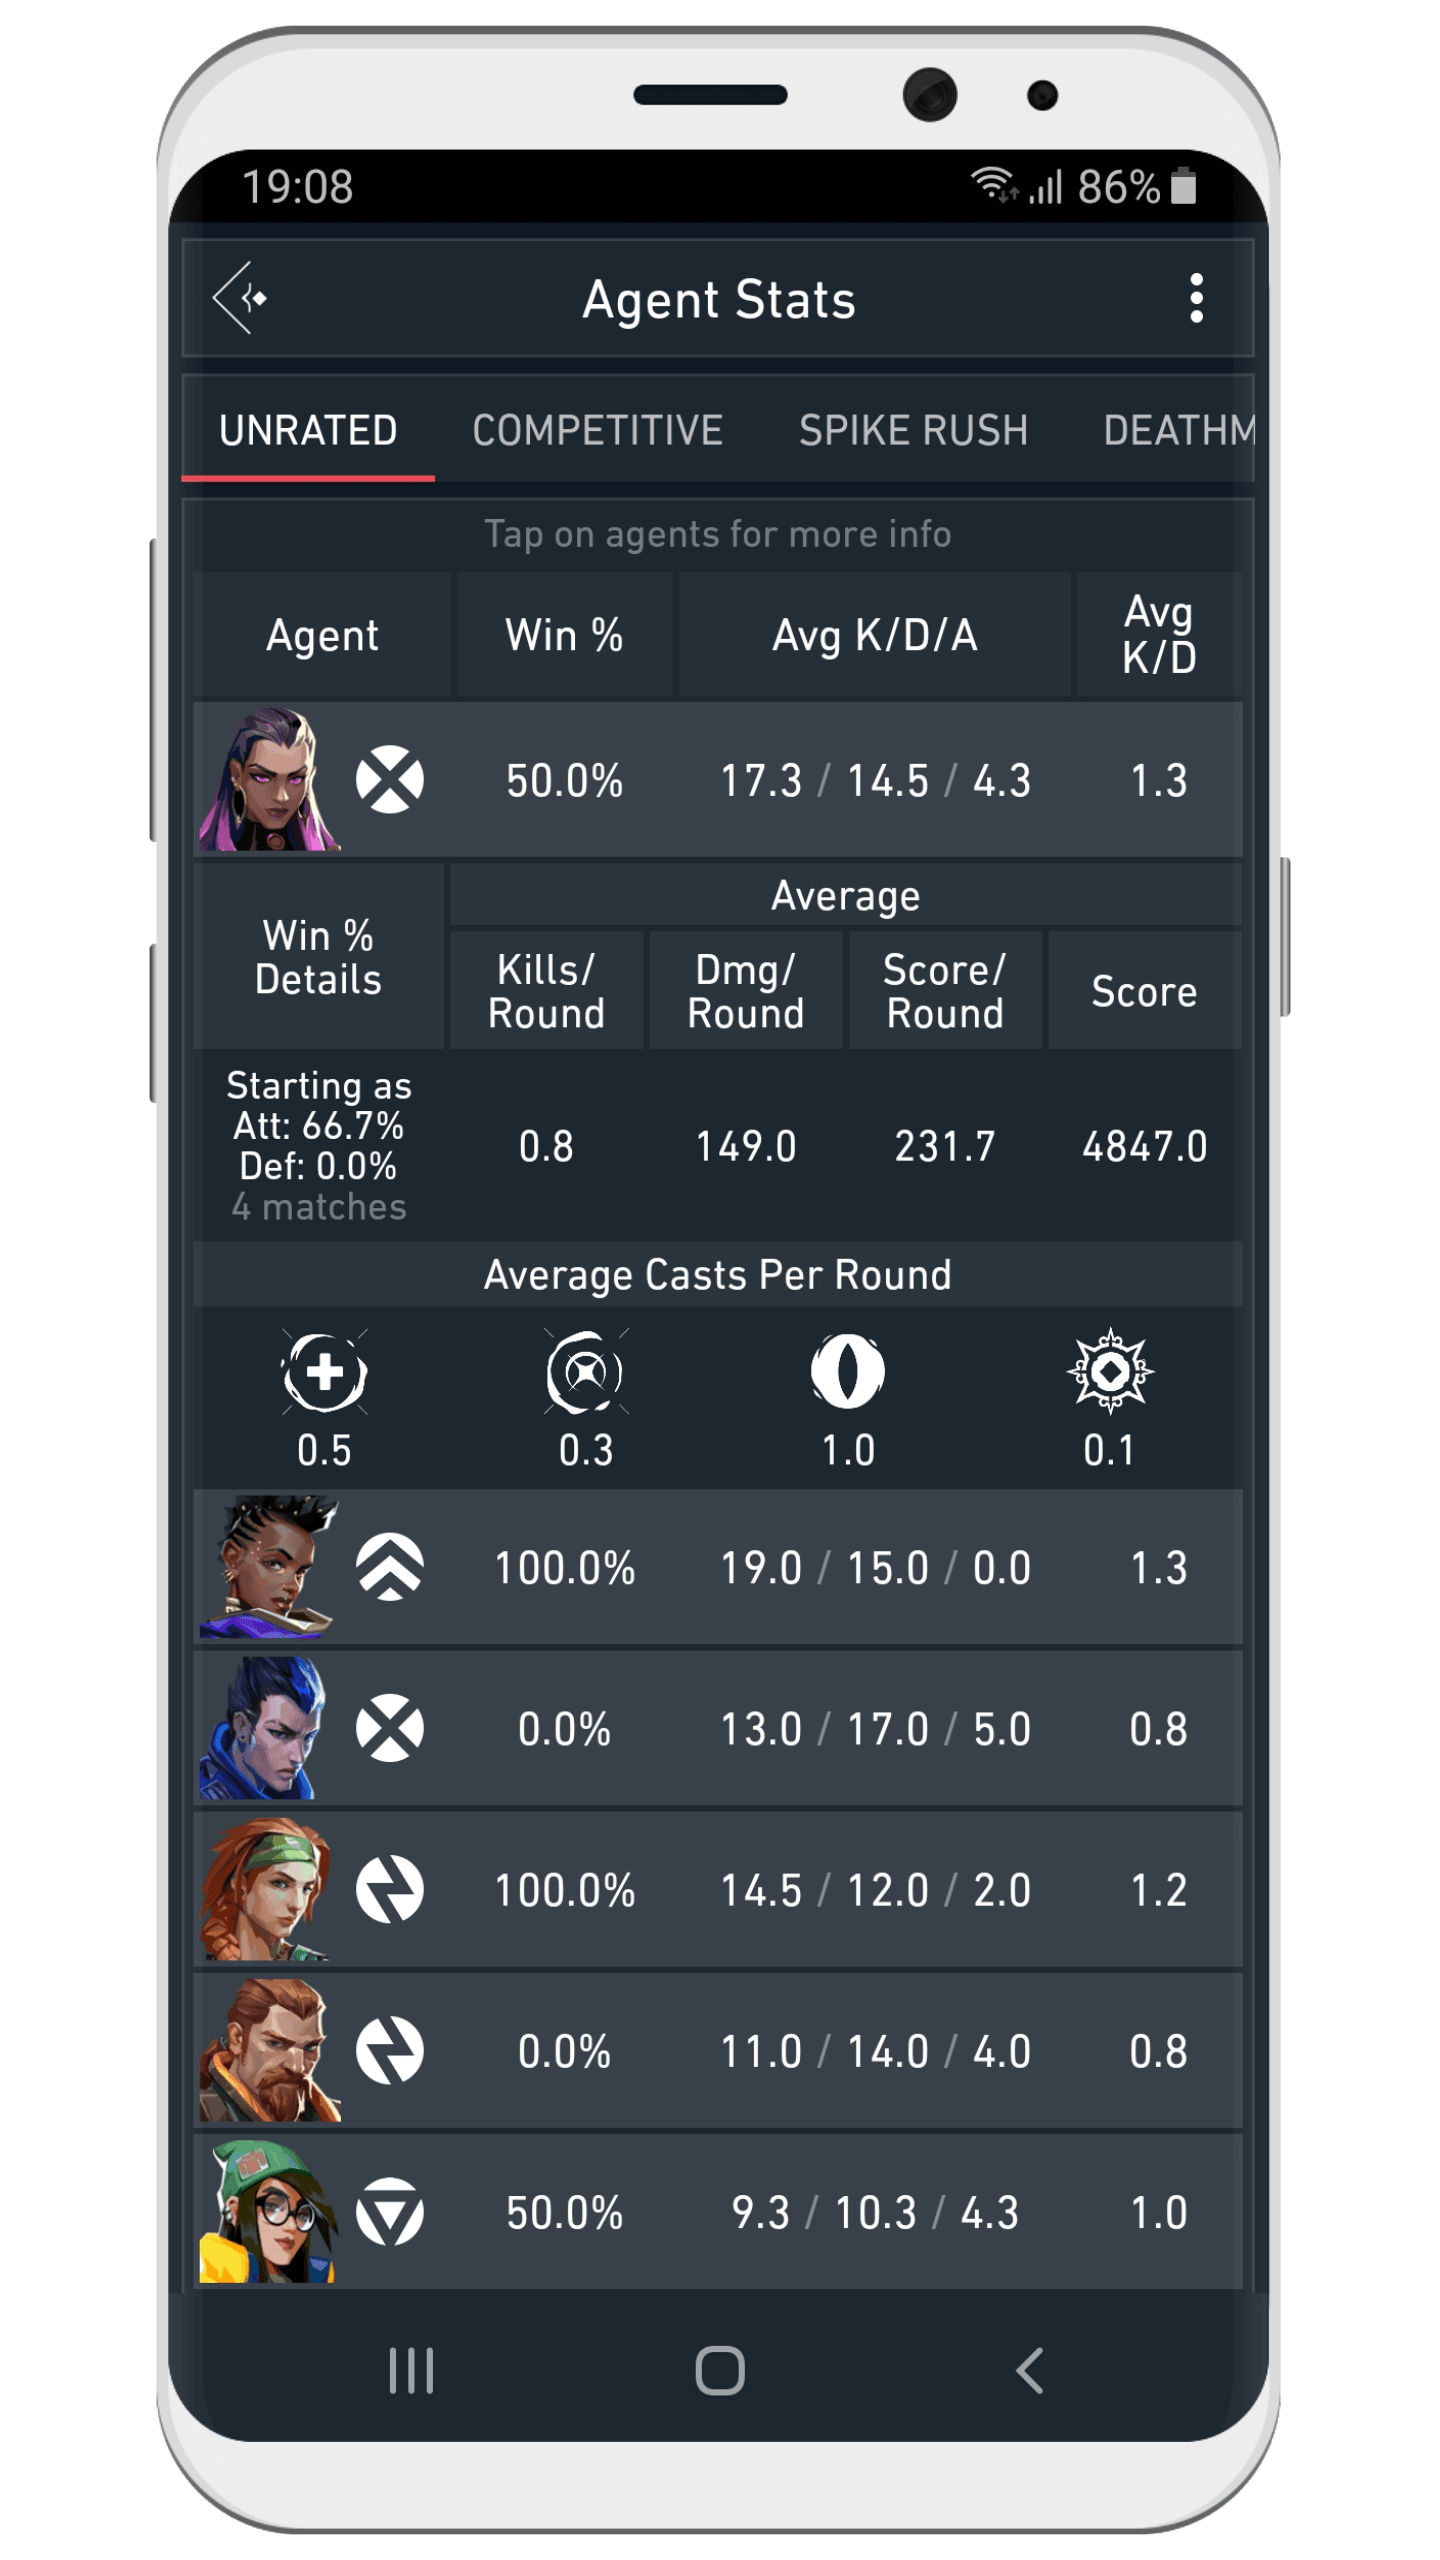 19:08
86%
Agent Stats
UNRATED COMPETITIVE SPIKE RUSH DEATHM
Tap on agents for more info
Agent Win % Avg K/D/A Avg K/D
50.0% 17.3 / 14.5 / 4.3 1.3
Win % Details
Average
Kills/ Round
Dmg/ Round
Score/ Round
Score
Starting as
Att: 66.7%
Def: 0.0%
4 matches
0.8 149.0 231.7 4847.0
Average Casts Per Round
0.5 0.3 1.0 0.1
100.0% 19.0 / 15.0 / 0.0 1.3
0.0% 13.0 / 17.0 / 5.0 0.8
100.0% 14.5 / 12.0 / 2.0 1.2
0.0% 11.0 / 14.0 / 4.0 0.8
50.0% 9.3 / 10.3 / 4.3 1.0